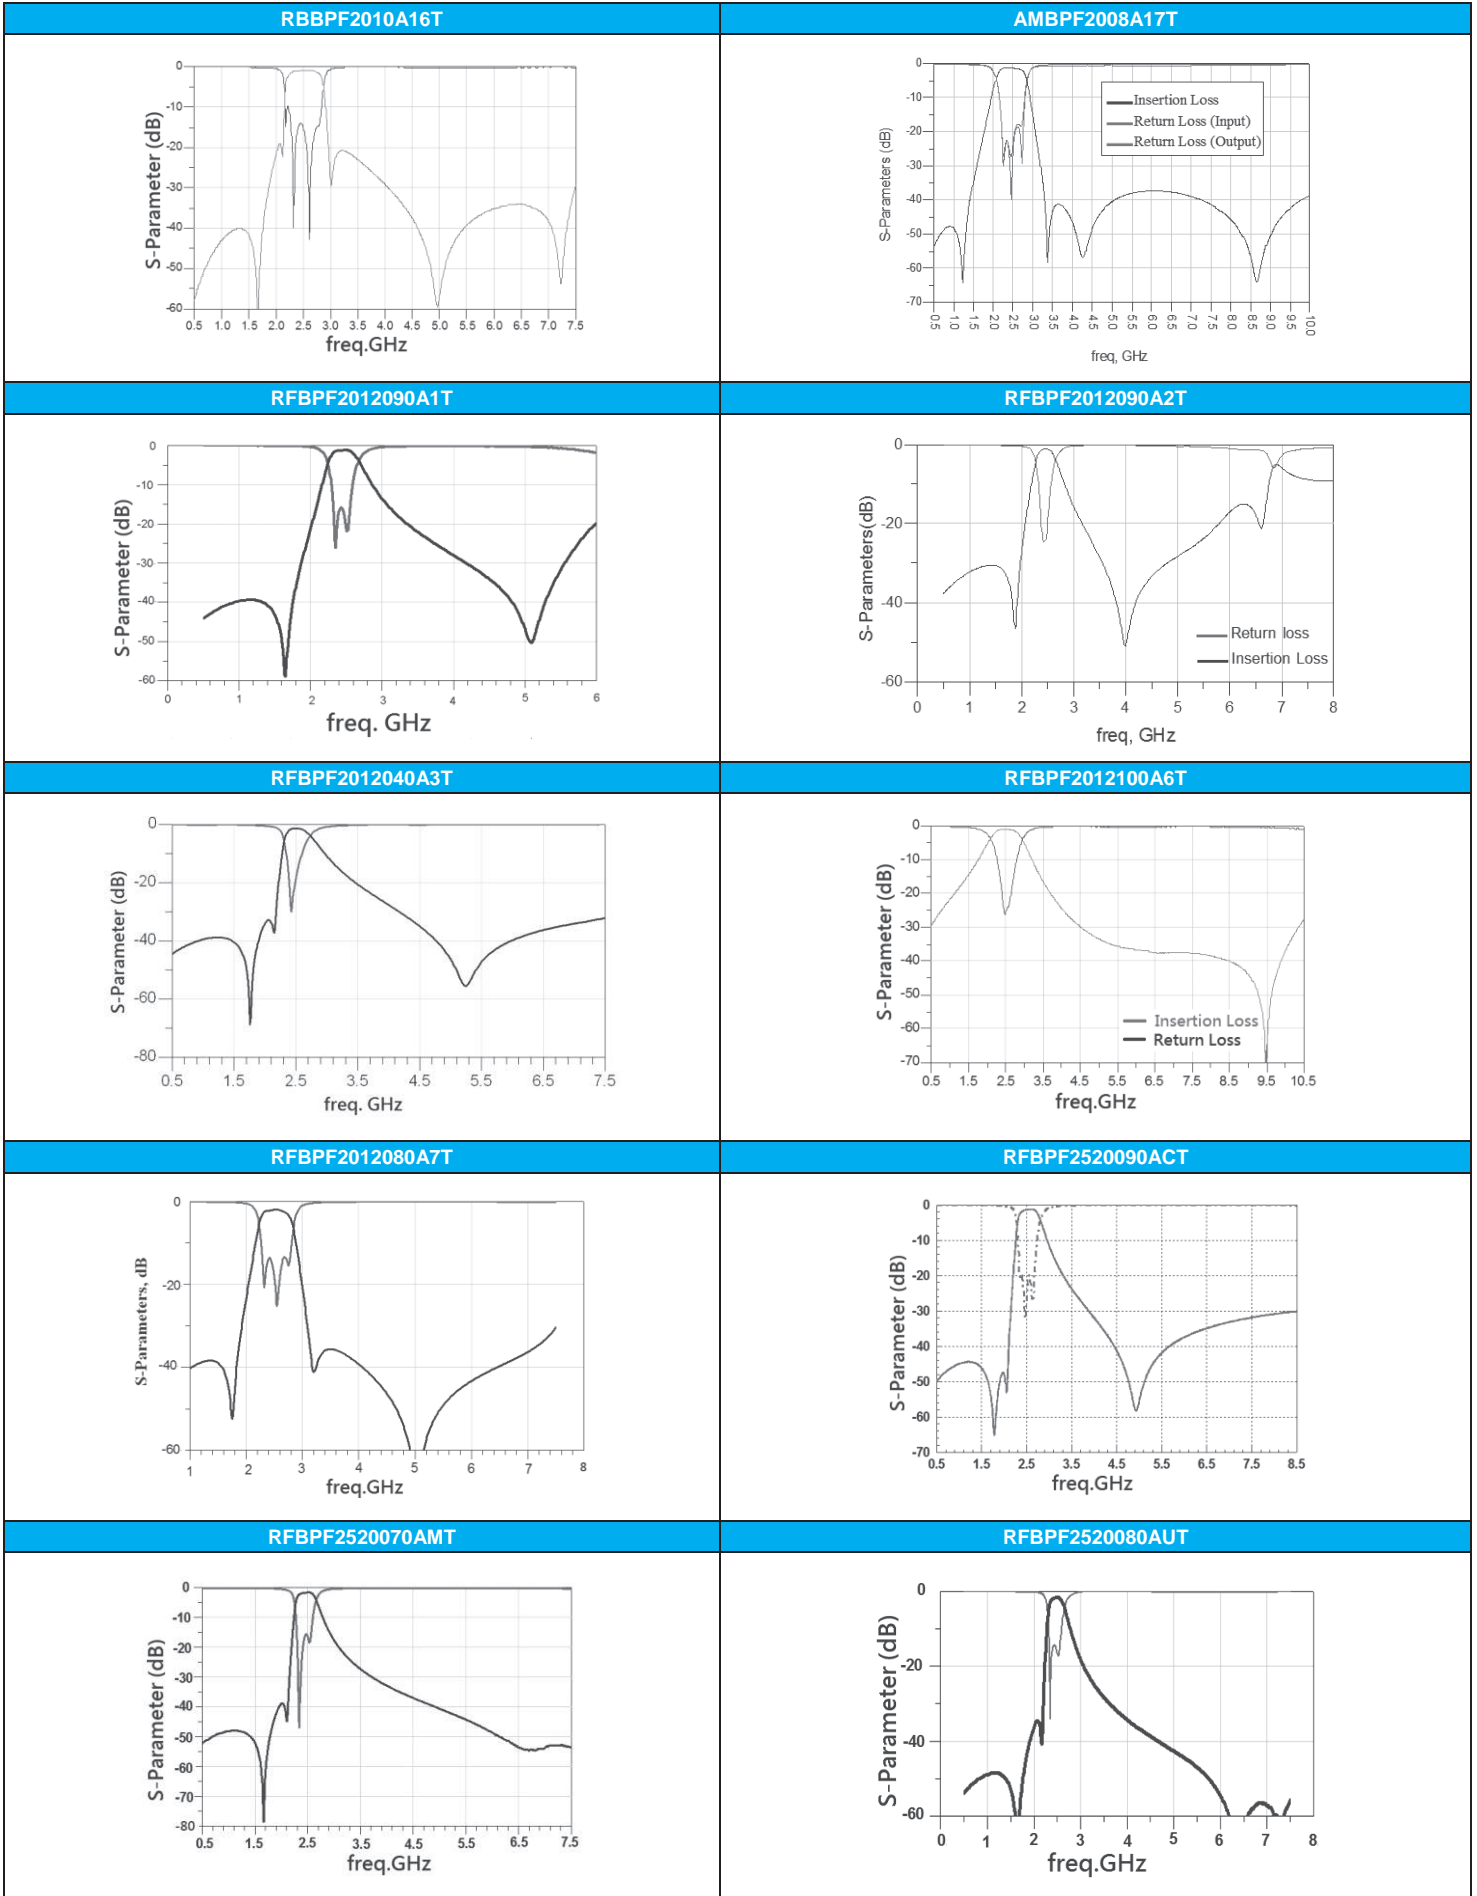 RBBPF2010A16T
S-Parameter (dB)
0
-10
-20
-30
-40
-50
-60
0.5 1.0 1.5 2.0 2.5 3.0 3.5 4.0 4.5 5.0 5.5 6.0 6.5 7.0 7.5
freq.GHz
AMBPF2008A17T
S-Parameters (dB)
0
-10
-20
-30
-40
-50
-60
-70
Insertion Loss
Return Loss (Input)
Return Loss (Output)
0.5 1.0 1.5 2.0 2.5 3.0 3.5 4.0 4.5 5.0 5.5 6.0 6.5 7.0 7.5 8.0 8.5 9.0 9.5 10.0
freq, GHz
RFBPF2012090A1T
S-Parameter (dB)
0
-10
-20
-30
-40
-50
-60
0 1 2 3 4 5 6
freq. GHz
RFBPF2012090A2T
S-Parameters(dB)
0
-20
-40
-60
Return loss
Insertion Loss
0 1 2 3 4 5 6 7 8
freq, GHz
RFBPF2012040A3T
S-Parameter (dB)
0
-20
-40
-60
-80
0.5 1.5 2.5 3.5 4.5 5.5 6.5 7.5
freq. GHz
RFBPF2012100A6T
S-Parameter (dB)
0
-10
-20
-30
-40
-50
-60
-70
Insertion Loss
Return Loss
0.5 1.5 2.5 3.5 4.5 5.5 6.5 7.5 8.5 9.5 10.5
freq.GHz
RFBPF2012080A7T
S-Parameters, dB
0
-20
-40
-60
1 2 3 4 5 6 7 8
freq.GHz
RFBPF2520090ACT
S-Parameter (dB)
0
-10
-20
-30
-40
-50
-60
-70
0.5 1.5 2.5 3.5 4.5 5.5 6.5 7.5 8.5
freq.GHz
RFBPF2520070AMT
S-Parameter (dB)
0
-10
-20
-30
-40
-50
-60
-70
-80
0.5 1.5 2.5 3.5 4.5 5.5 6.5 7.5
freq.GHz
RFBPF2520080AUT
S-Parameter (dB)
0
-20
-40
-60
0 1 2 3 4 5 6 7 8
freq.GHz